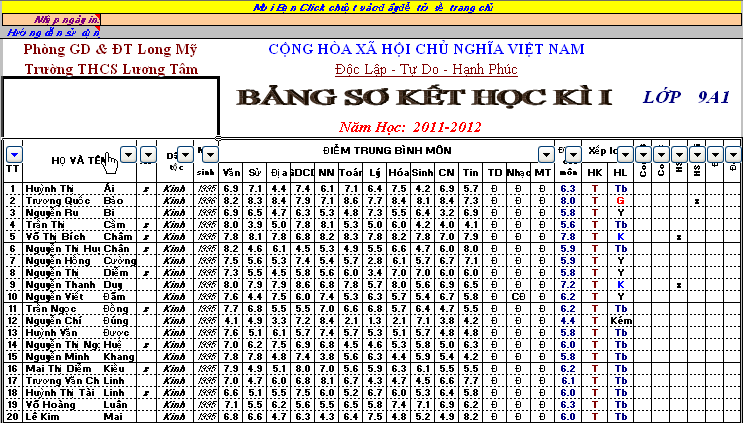 Mời Bạn Click chuột vào đây để trở về trang chủ
Nhập ngày in
Hướng dẫn sử dụn
Phòng GD & ĐT Long Mỹ
CỘNG HÒA XÃ HỘI CHỦ NGHĨA VIỆT NAM
Trường THCS Lương Tâm
Độc Lập - Tự Do - Hạnh Phúc
BẢNG SƠ KẾT HỌC KÌ I
LỚP 9A1
Năm Học: 2011-2012
TT HỌ VÀ TÊN Dâ tộc sinh ĐIỂM TRUNG BÌNH MÔN môn Xếp lo
Văn Sử Địa GDCD NN Toán Lý Hóa Sinh CN Tin TD Nhạc MT HK HL
1 Huỳnh Thị Ái x Kinh 1995 6.9 7.1 4.4 7.4 6.1 7.1 6.4 6.4 7.5 4.2 6.9 5.7 Đ Đ Đ 6.3 T Tb
2 Trương Quốc Bảo Kinh 1996 8.2 8.3 8.4 7.9 7.1 8.6 7.7 8.4 8.1 8.4 7.3 Đ Đ Đ 8.0 T G x
3 Nguyễn Ru Bi Kinh 1995 6.9 6.5 4.7 6.3 5.3 4.8 7.3 5.5 6.4 3.2 6.9 Đ Đ Đ 5.8 T Y
4 Trần Thị Cẩm x Kinh 1995 8.0 3.9 5.0 7.8 8.1 5.3 5.0 6.0 4.2 4.0 4.1 Đ Đ Đ 5.6 T Tb
5 Võ Thị Bích Châm x Kinh 1995 7.8 8.1 7.8 6.8 8.2 8.3 7.8 8.2 7.8 7.0 7.9 Đ Đ Đ 7.8 T K x
6 Nguyễn Thị Huy Chân x Kinh 1995 8.2 4.6 6.1 4.5 5.3 4.9 5.5 6.6 4.7 6.0 8.0 Đ Đ Đ 5.9 T Tb
7 Nguyễn Hồng Cường Kinh 1995 7.5 5.6 5.3 7.4 5.4 5.7 2.8 6.1 5.7 6.7 7.1 Đ Đ Đ 5.9 T Y
8 Nguyễn Thị Diễm x Kinh 1995 7.3 5.5 4.5 5.8 5.6 6.0 3.4 7.0 7.0 6.0 6.0 Đ Đ Đ 5.8 T Y
9 Nguyễn Thanh Duy Kinh 1995 8.0 7.9 7.9 8.6 6.8 7.8 5.7 8.0 5.6 6.9 6.5 Đ Đ Đ 7.2 T K x
10 Nguyễn Viết Đầm Kinh 1995 7.6 4.4 7.5 6.0 7.4 5.3 6.3 5.7 5.4 6.7 5.8 Đ CĐ Đ 6.2 T Y
11 Trần Ngọc Đông x Kinh 1995 7.7 6.8 5.5 5.5 7.0 6.6 6.8 5.7 6.4 4.7 5.5 Đ Đ Đ 6.2 T Tb
12 Nguyễn Chí Đúng Kinh 1995 4.1 4.9 3.3 7.2 8.4 2.1 1.3 2.1 7.1 3.8 4.2 Đ Đ Đ 4.4 T Kém
13 Huỳnh Văn Được Kinh 1995 7.6 5.1 6.1 5.7 7.4 5.7 5.3 5.1 5.7 4.8 4.8 Đ Đ Đ 5.8 T Tb
14 Nguyễn Thị Ngọ Huệ x Kinh 1995 7.0 6.2 7.5 6.9 6.8 4.5 4.6 5.3 5.8 5.0 6.3 Đ Đ Đ 6.0 T Tb
15 Nguyễn Minh Khang Kinh 1995 7.8 7.8 4.8 7.4 3.8 5.6 6.3 4.4 5.9 5.4 4.2 Đ Đ Đ 5.8 T Tb
16 Mai Thị Diễm Kiều x Kinh 1995 7.9 4.9 5.1 8.0 7.0 5.6 5.9 6.3 6.1 5.5 5.5 Đ Đ Đ 6.2 T Tb
17 Trương Văn Ch Linh Kinh 1995 7.0 4.7 6.0 6.8 8.1 6.7 4.3 4.7 4.5 6.6 7.7 Đ Đ Đ 6.1 T Tb
18 Huỳnh Thị Tài Linh x Kinh 1995 6.6 5.1 5.5 7.5 6.0 5.2 6.7 6.0 5.3 6.4 5.8 Đ Đ Đ 6.0 T Tb
19 Võ Hoàng Luân Kinh 1995 7.1 5.5 6.2 5.6 5.5 6.5 5.8 7.4 7.1 6.9 6.2 Đ Đ Đ 6.3 T Tb
20 Lê Kim Mai Kinh 1995 6.8 6.6 4.7 6.3 4.3 6.4 7.5 4.8 5.2 4.9 8.2 Đ Đ Đ 6.0 T Tb